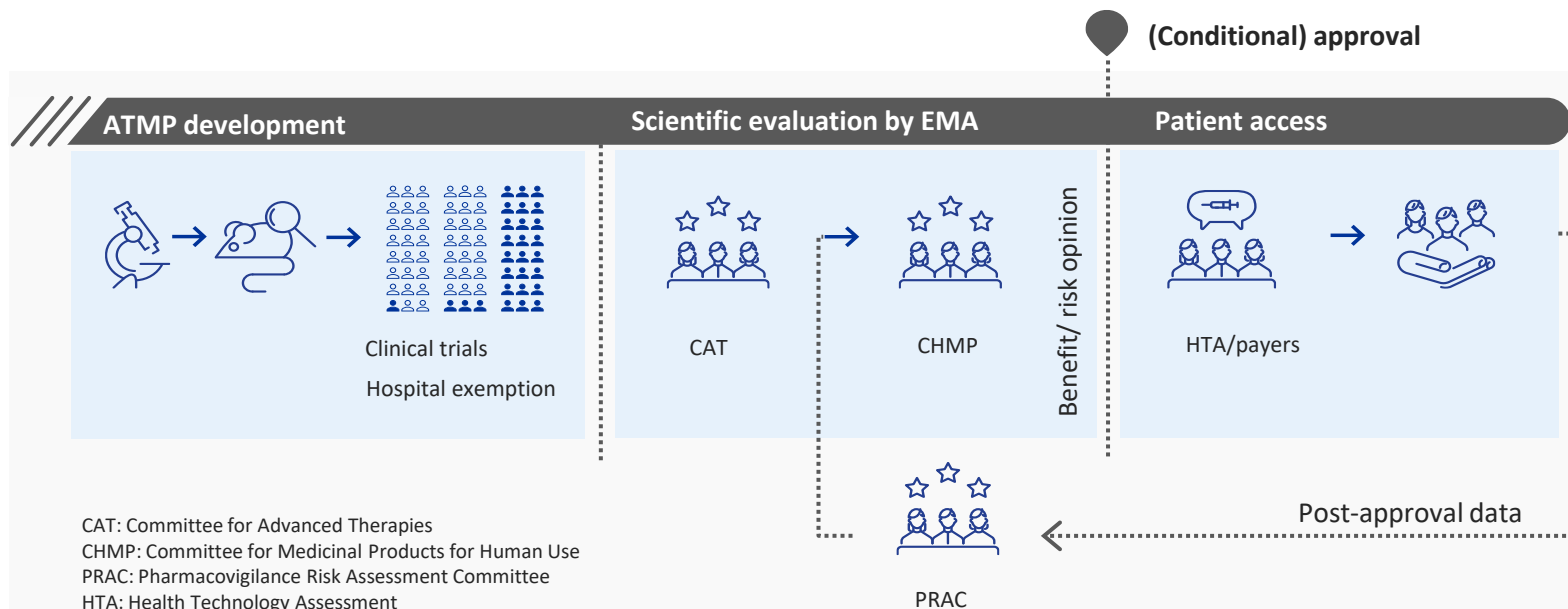 (Conditional) approval
ATMP development
Scientific evaluation by EMA
Patient access
Clinical trials
Hospital exemption
CAT
CHMP
Benefit/ risk opinion
HTA/payers
Post-approval data
PRAC
CAT: Committee for Advanced Therapies
CHMP: Committee for Medicinal Products for Human Use
PRAC: Pharmacovigilance Risk Assessment Committee
HTA: Health Technology Assessment